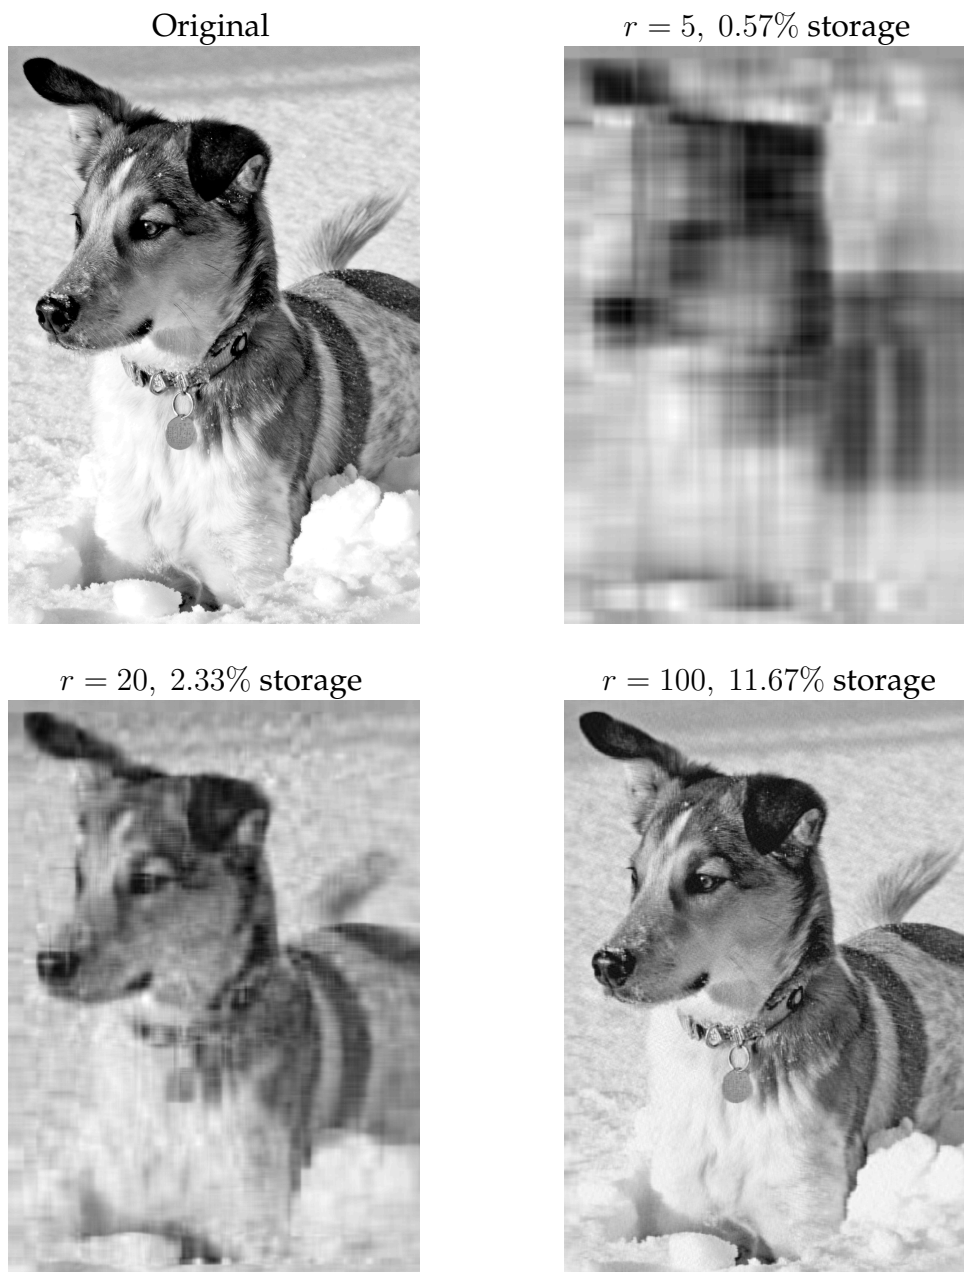 Original
r = 5, 0.57% storage
r = 20, 2.33% storage
r = 100, 11.67% storage